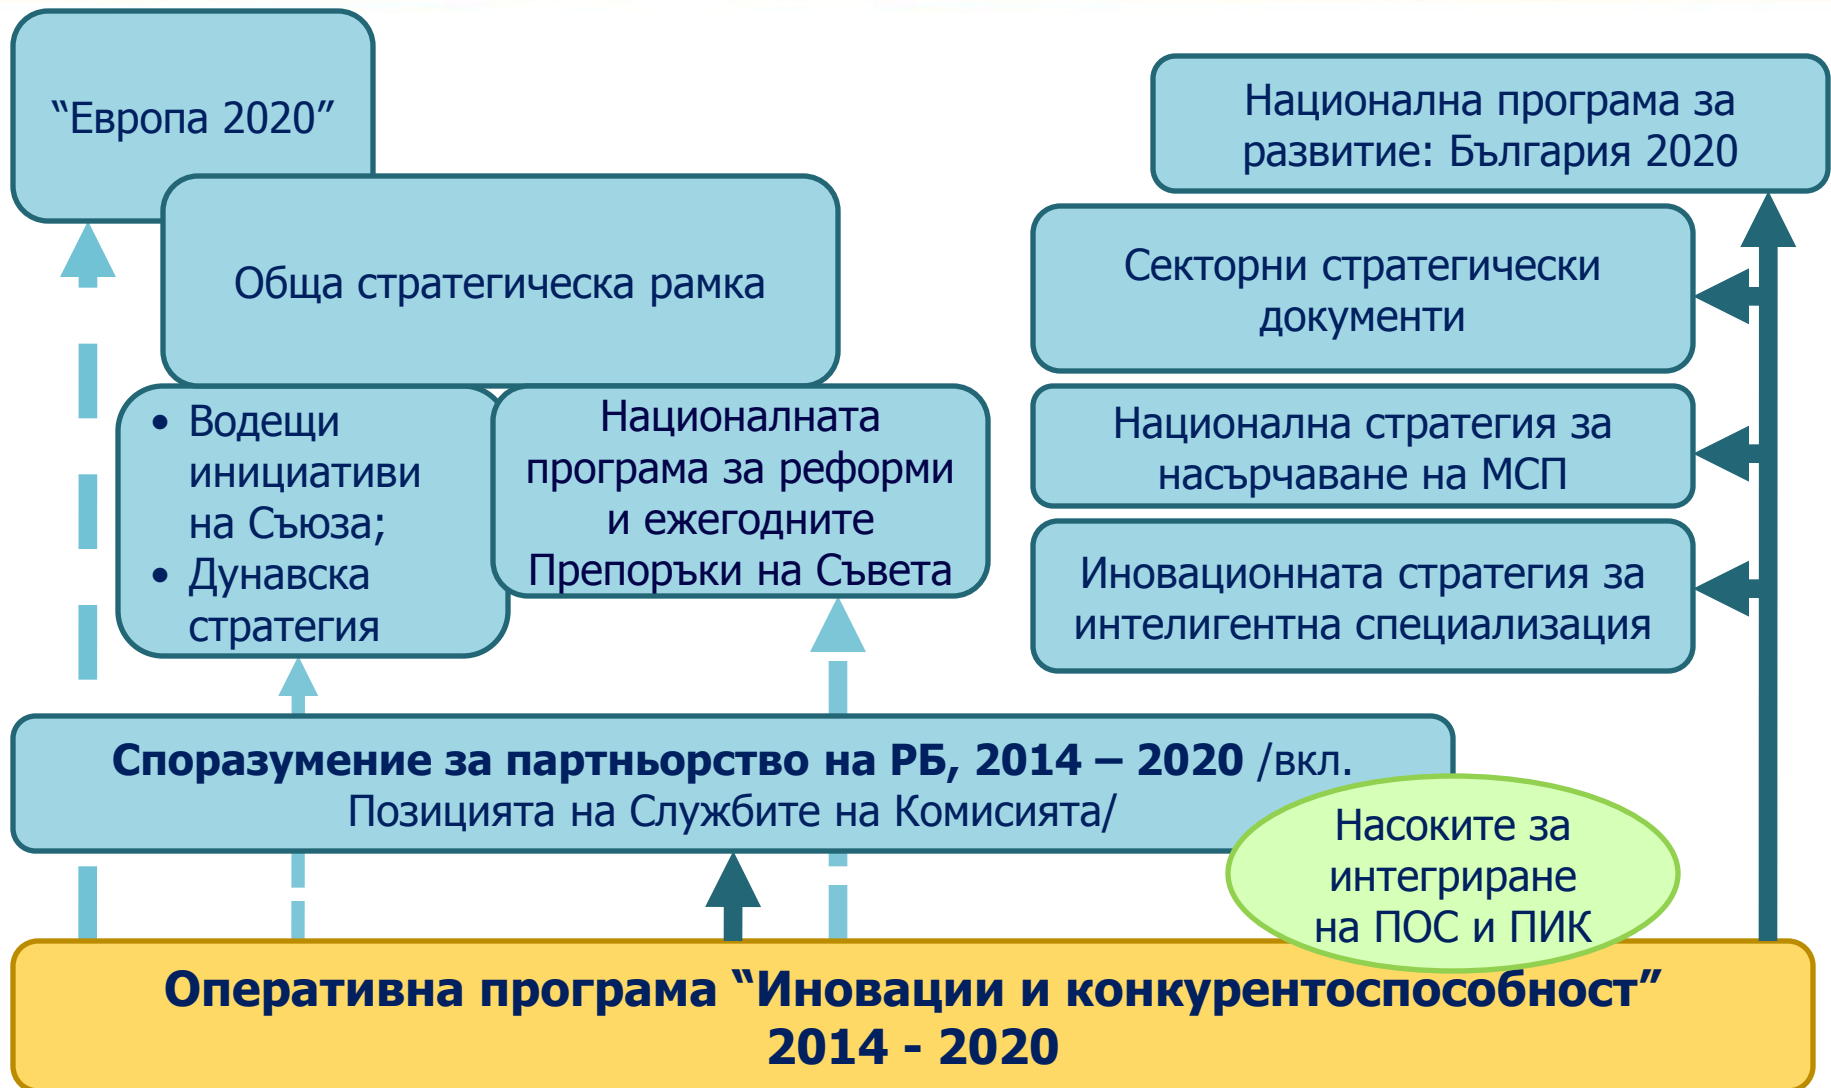 “Европа 2020”
Обща стратегическа рамка
• Водещи
инициативи
на Съюза;
• Дунавска
стратегия
Националната
програма за реформи
и ежегодните
Препоръки на Съвета
Национална програма за
развитие: България 2020
Секторни стратегически
документи
Национална стратегия за
насърчаване на МСП
Иновационната стратегия за
интелигентна специализация
Споразумение за партньорство на РБ, 2014 – 2020 /вкл.
Позицията на Службите на Комисията/
Насоките за
интегриране
на ПОС и ПИК
Оперативна програма “Иновации и конкурентоспособност”
2014 - 2020